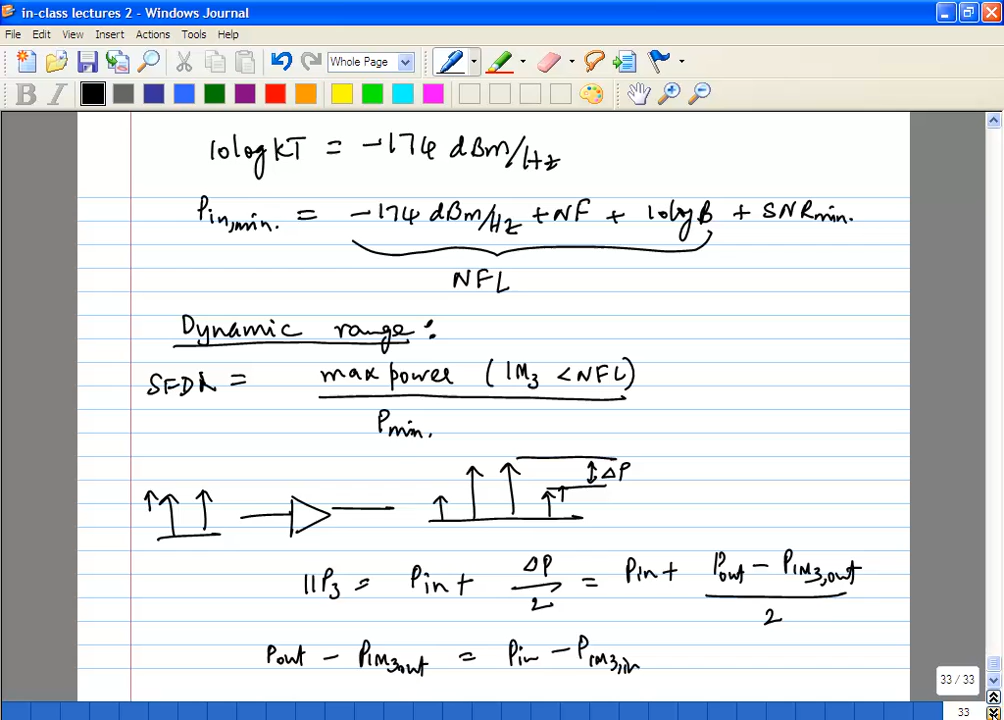 in-class lectures 2 - Windows Journal
File Edit View Insert Actions Tools Help
Whole Page
B I
10logkT = -174 dBm/Hz
Pin,min. = -174 dBm/Hz + NF + 10logB + SNRmin.
NFL
Dynamic range:
SFDR = max power (IM3 < NFL)
Pmin.
ΔP
IIP3 = Pin + ΔP/2 = Pin + Pout - PIM3,out
2
Pout - PIM3out = Pin - PIM3,in
33 / 33
33